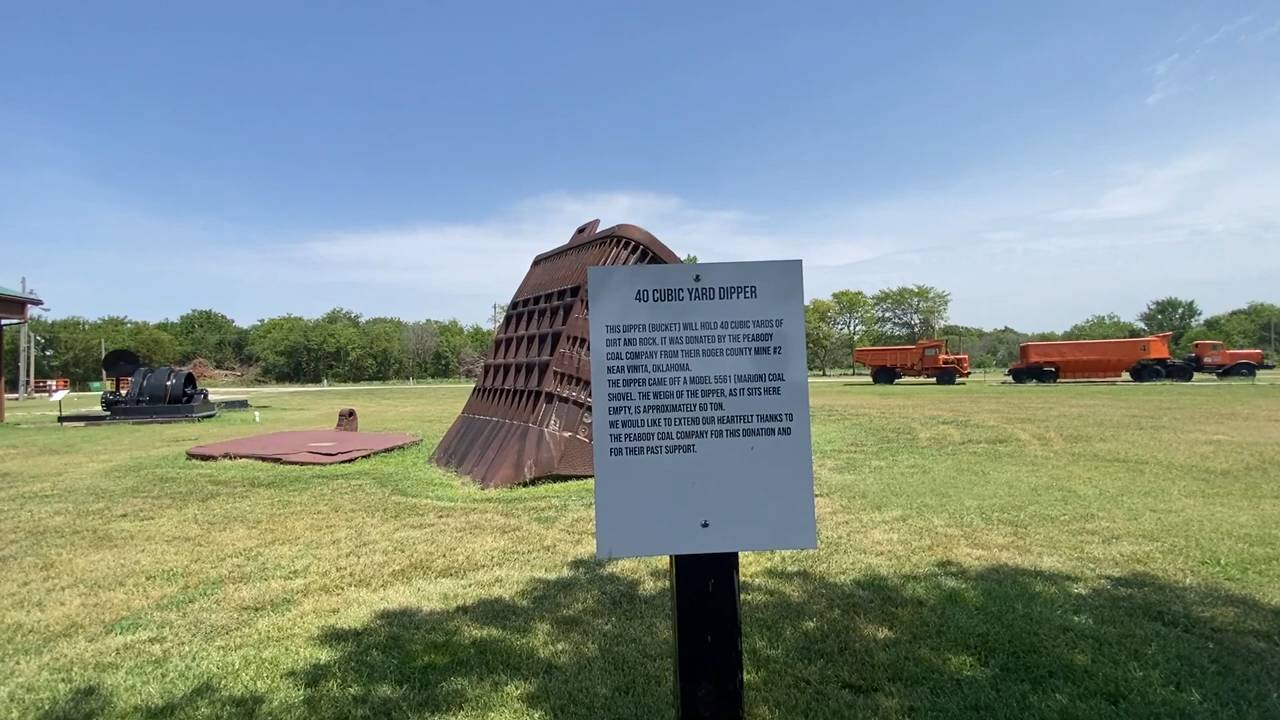 40 CUBIC YARD DIPPER
THIS DIPPER (BUCKET) WILL HOLD 40 CUBIC YARDS OF
DIRT AND ROCK. IT WAS DONATED BY THE PEABODY
COAL COMPANY FROM THEIR ROGER COUNTY MINE #2
NEAR VINITA, OKLAHOMA.
THE DIPPER CAME OFF A MODEL 5561 (MARION) COAL
SHOVEL. THE WEIGH OF THE DIPPER, AS IT SITS HERE
EMPTY, IS APPROXIMATELY 60 TON.
WE WOULD LIKE TO EXTEND OUR HEARTFELT THANKS TO
THE PEABODY COAL COMPANY FOR THIS DONATION AND
FOR THEIR PAST SUPPORT.